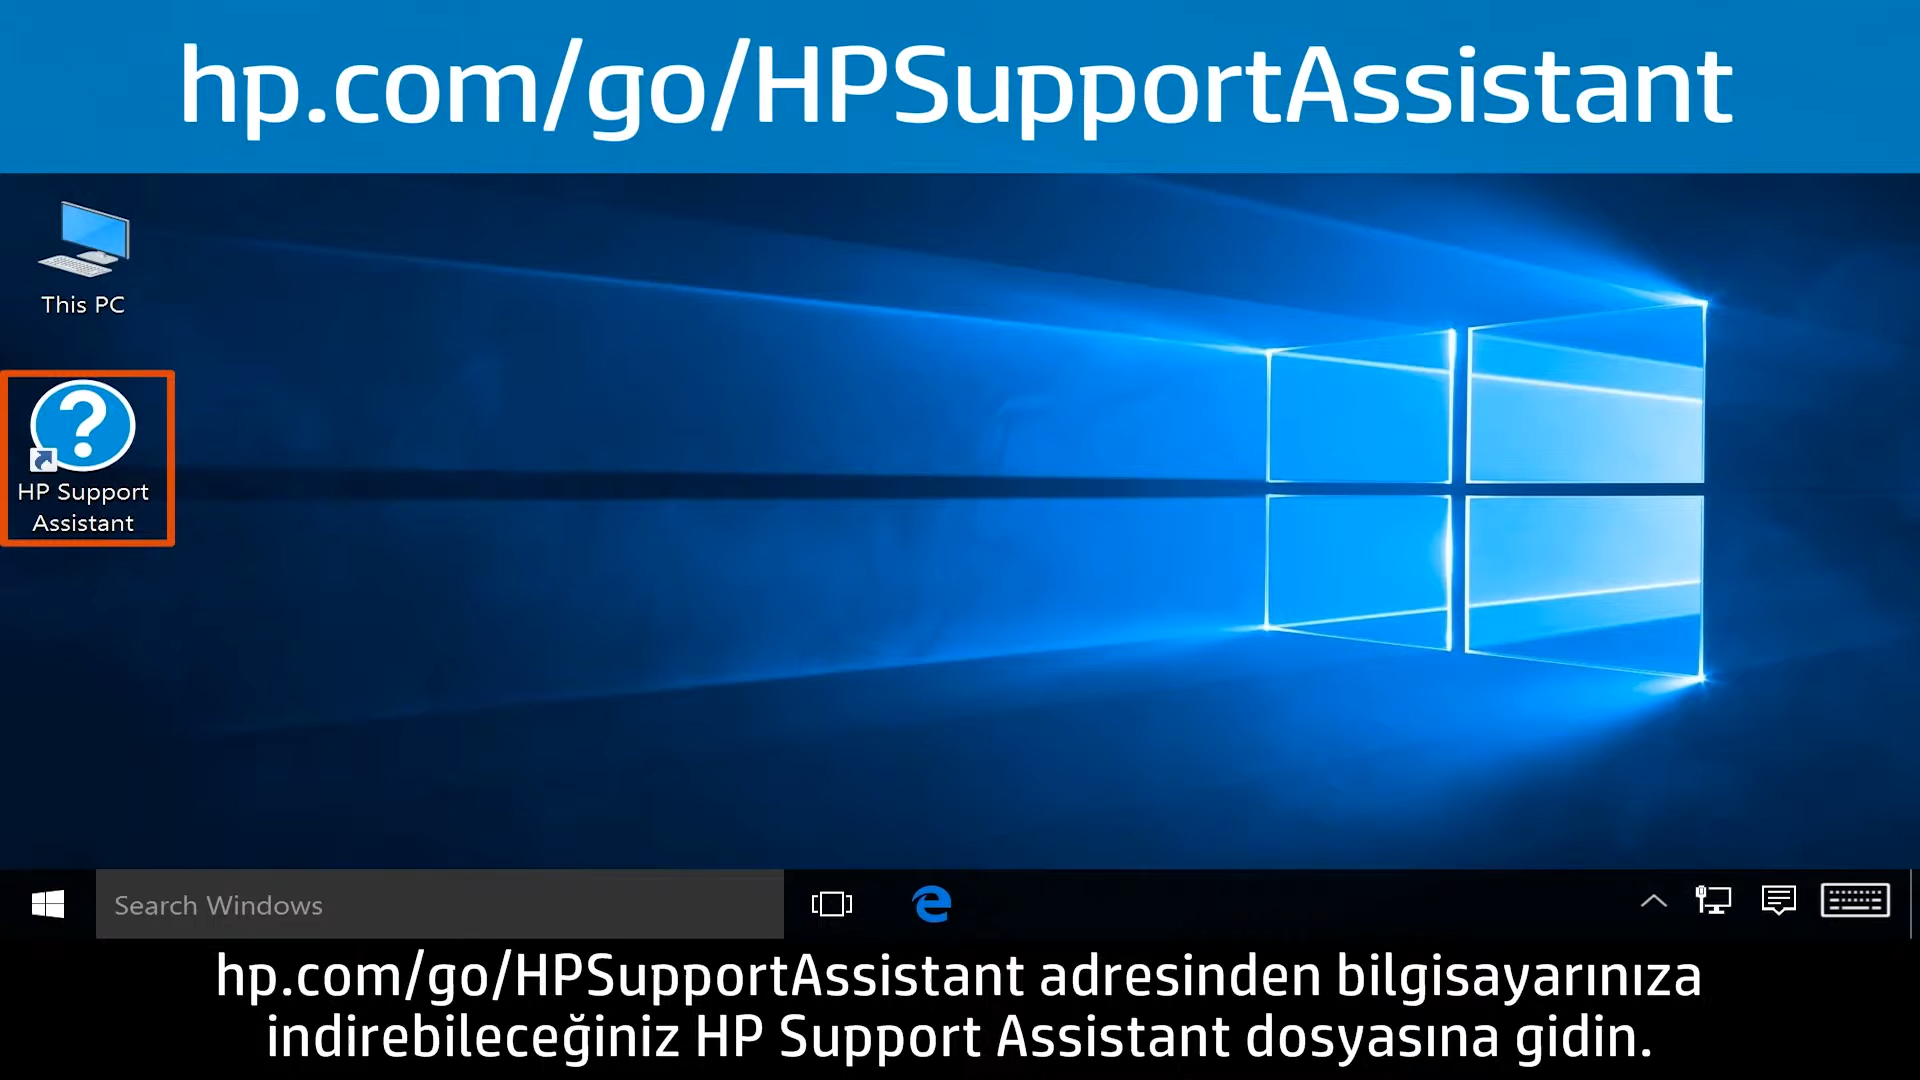 hp.com/go/HPSupportAssistant
This PC
HP Support
Assistant
Search Windows
hp.com/go/HPSupportAssistant adresinden bilgisayarınıza
indirebileceğiniz HP Support Assistant dosyasına gidin.